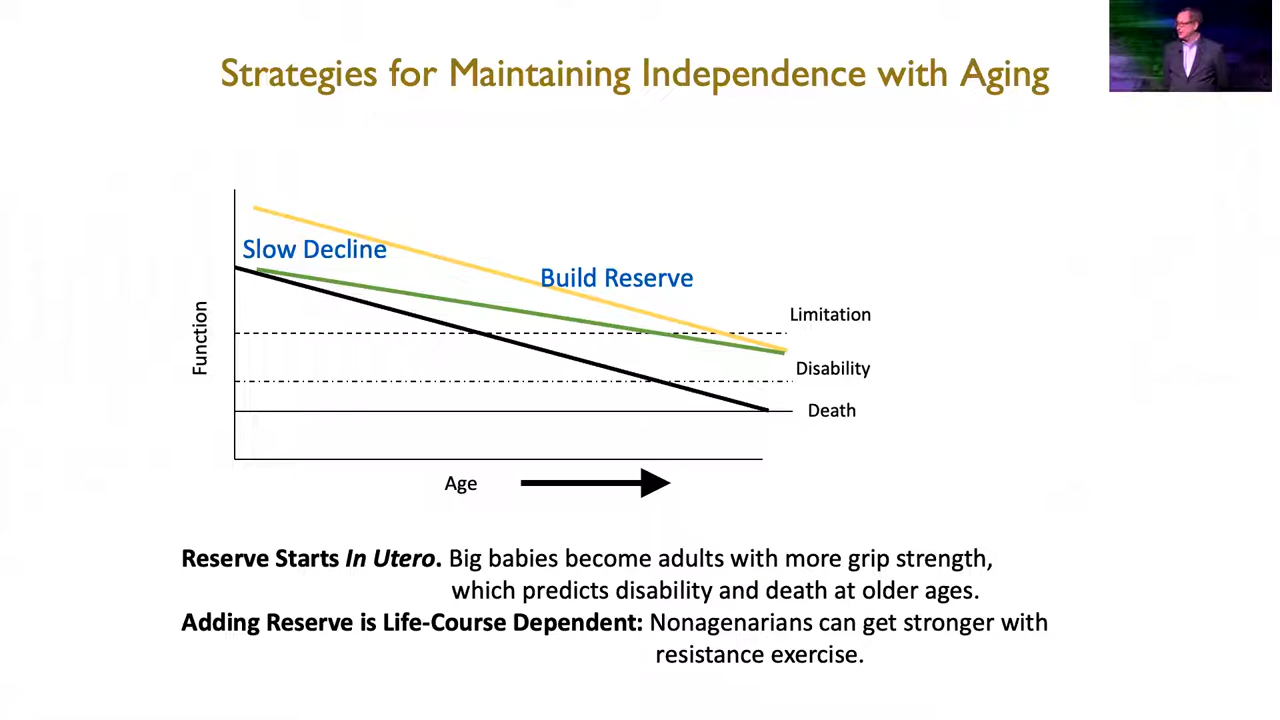 Strategies for Maintaining Independence with Aging
Slow Decline
Build Reserve
Limitation
Function
Disability
Death
Age
Reserve Starts In Utero. Big babies become adults with more grip strength,
which predicts disability and death at older ages.
Adding Reserve is Life-Course Dependent: Nonagenarians can get stronger with
resistance exercise.